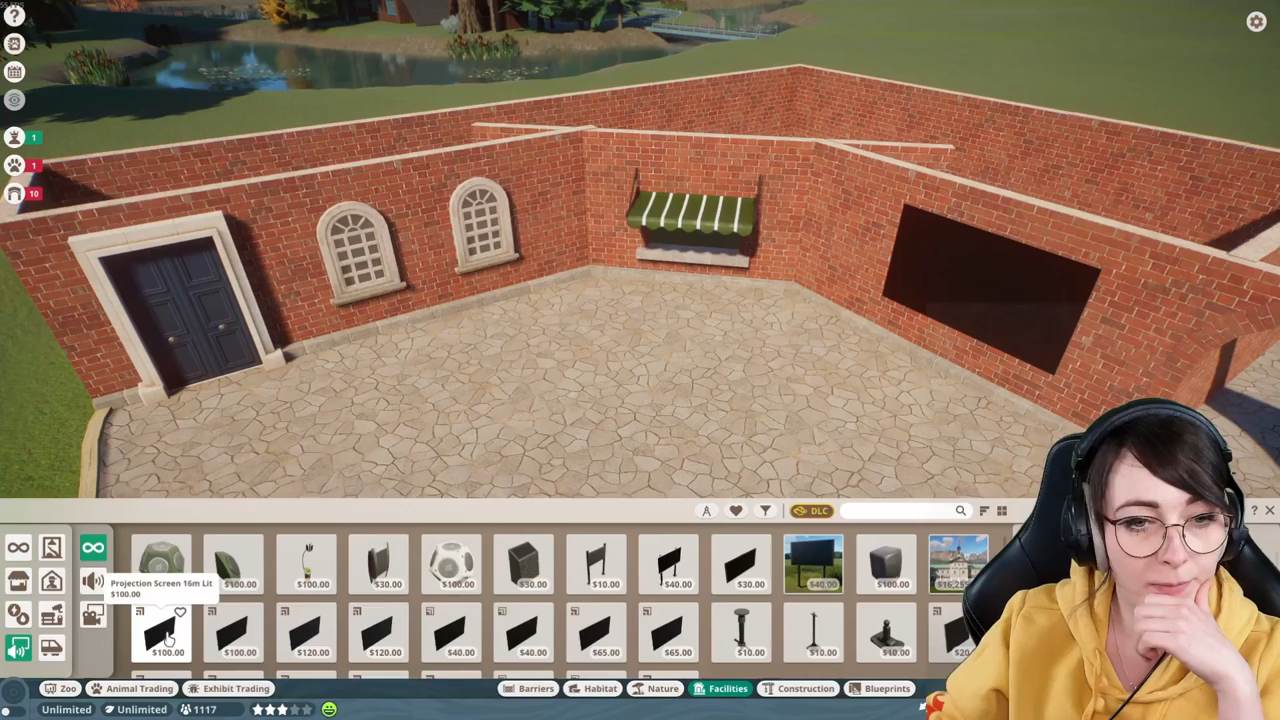 ?
1
1
10
DLC
? ×
$100.00
$100.00
$30.00
$100.00
$30.00
$10.00
$40.00
$30.00
$40.00
$100.00
Projection Screen 16m Lit
$100.00
$100.00
$100.00
$120.00
$120.00
$40.00
$40.00
$65.00
$65.00
$10.00
$10.00
$10.00
Zoo
Animal Trading
Exhibit Trading
Barriers
Habitat
Nature
Facilities
Construction
Blueprints
Unlimited
Unlimited
1117